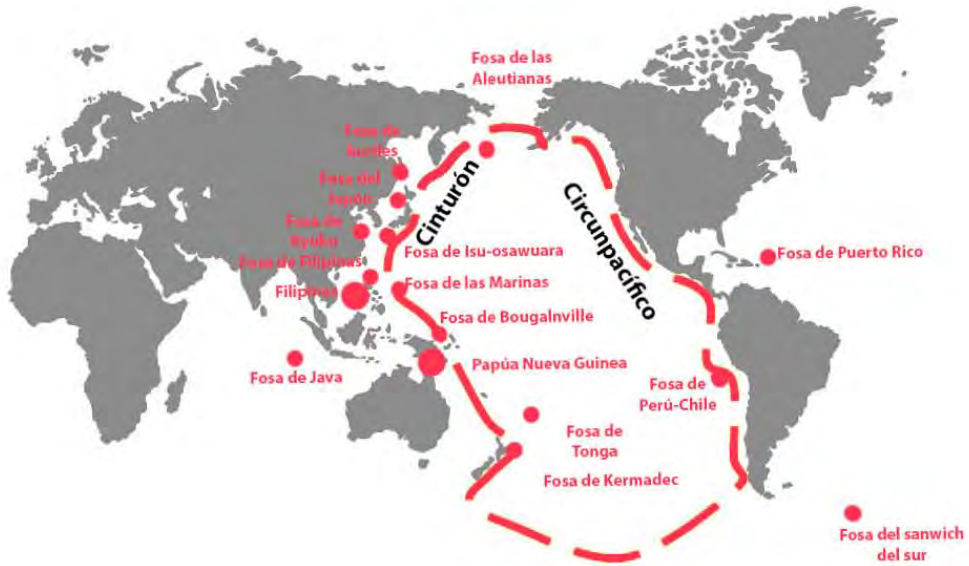 Fosa de las
Aleutianas
Fosa de
Fosa del
Japón
Fosa de
Ryuku
Fosa de Filipinas
Filipinas
Cinturón
Circunpacífico
Fosa de Isu-osawuara
Fosa de las Marinas
Fosa de Bougalnville
Papúa Nueva Guinea
Fosa de Java
Fosa de
Tonga
Fosa de Kermadec
Fosa de Puerto Rico
Fosa de
Perú-Chile
Fosa del sanwich
del sur